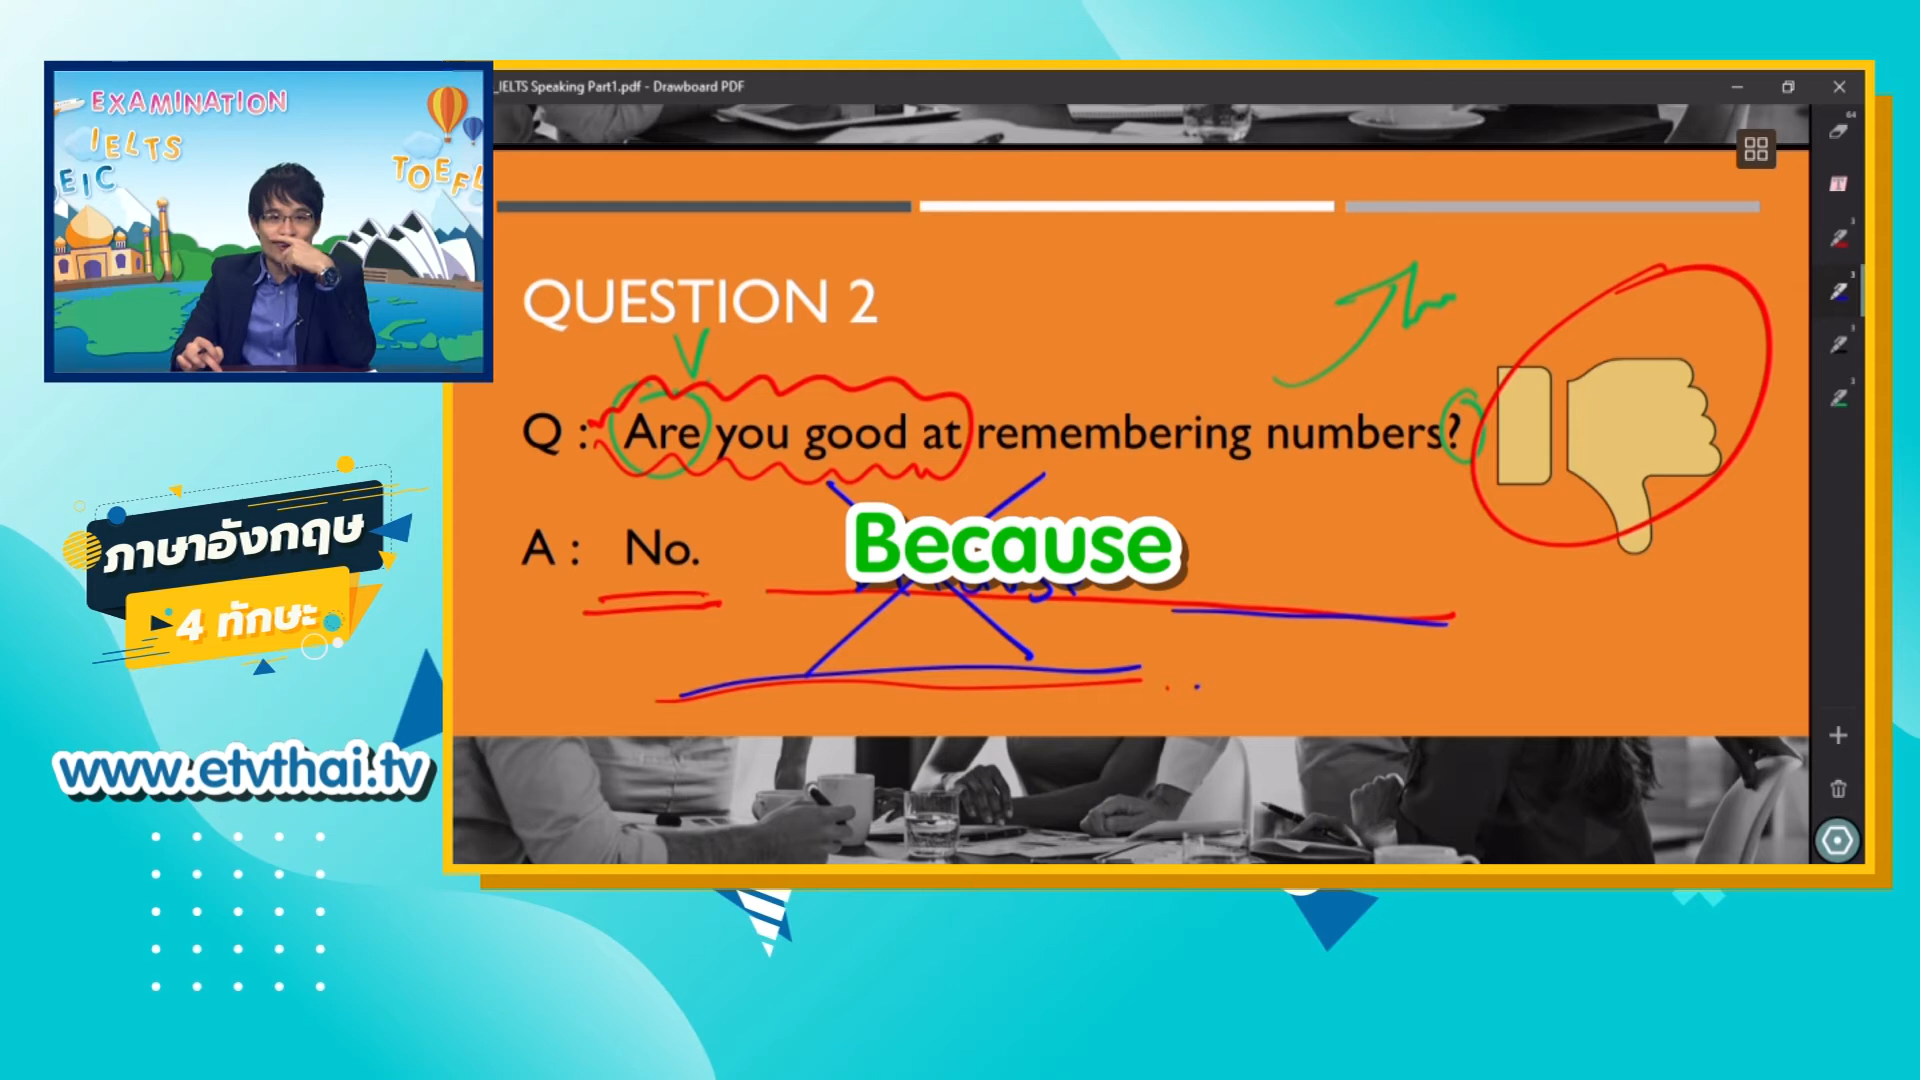 EXAMINATION
IELTS
EIC
TOEFL
_IELTS Speaking Part1.pdf - Drawboard PDF
QUESTION 2
Q : Are you good at remembering numbers?
A : No.
Because
ภาษาอังกฤษ
4 ทักษะ
www.etvthai.tv